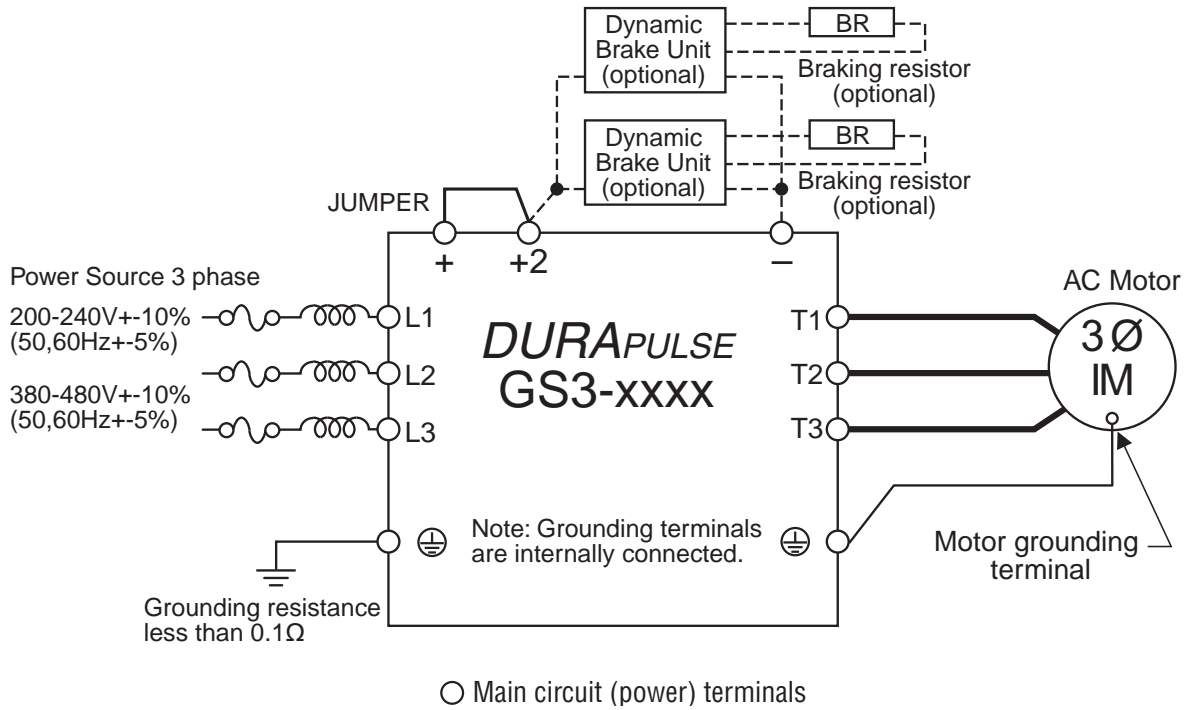 Dynamic
Brake Unit
(optional)
BR
Braking resistor
(optional)
Dynamic
Brake Unit
(optional)
BR
Braking resistor
(optional)
JUMPER
+
+2
–
Power Source 3 phase
200-240V+-10%
(50,60Hz+-5%)
380-480V+-10%
(50,60Hz+-5%)
L1
L2
L3
DURAPULSE
GS3-xxxx
T1
T2
T3
AC Motor
3 Ø
IM
Note: Grounding terminals
are internally connected.
Motor grounding
terminal
Grounding resistance
less than 0.1Ω
Main circuit (power) terminals